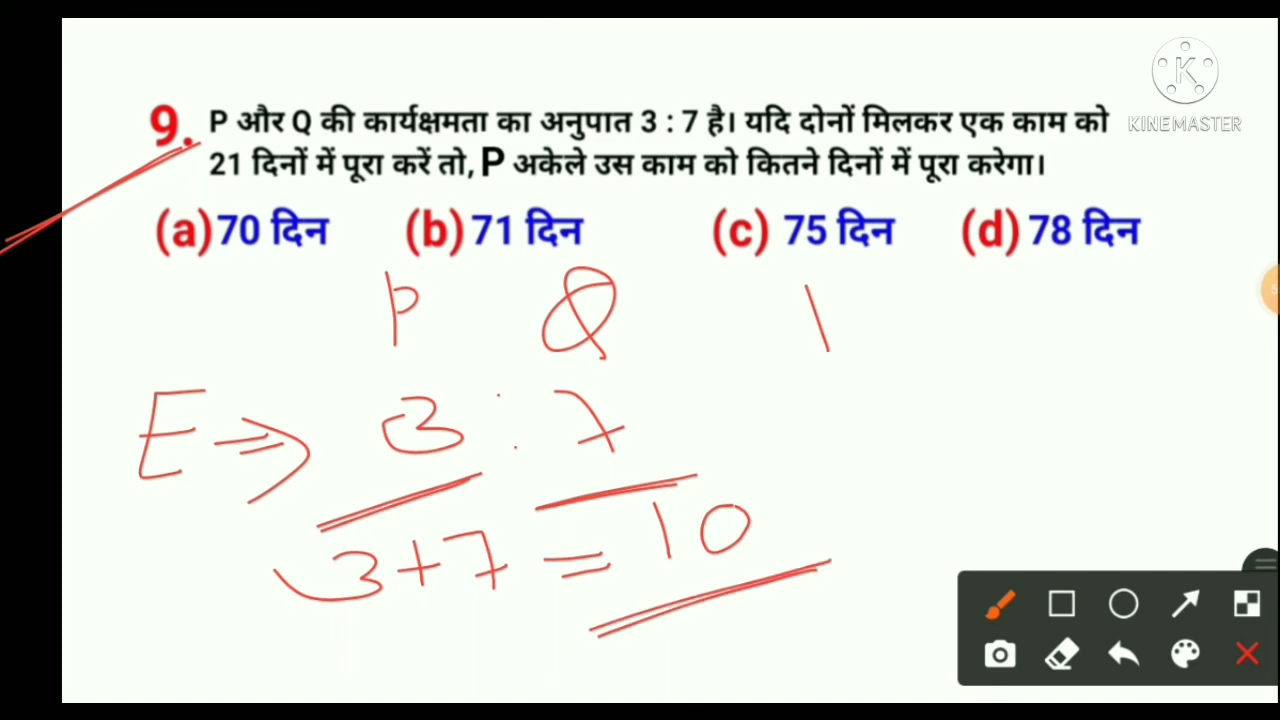 9. P और Q की कार्यक्षमता का अनुपात 3 : 7 है। यदि दोनों मिलकर एक काम को
21 दिनों में पूरा करें तो, P अकेले उस काम को कितने दिनों में पूरा करेगा।
(a) 70 दिन (b) 71 दिन (c) 75 दिन (d) 78 दिन
KINEMASTER
P Q \
E ⇒ 3 : 7
3+7 = 10